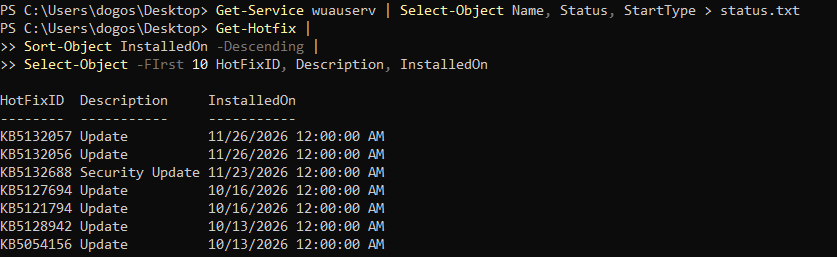 PS C:\Users\dogos\Desktop> Get-Service wuauserv | Select-Object Name, Status, StartType > status.txt
PS C:\Users\dogos\Desktop> Get-Hotfix |
>> Sort-Object InstalledOn -Descending |
>> Select-Object -FIrst 10 HotFixID, Description, InstalledOn
HotFixID Description InstalledOn
-------- ----------- -----------
KB5132057 Update 11/26/2026 12:00:00 AM
KB5132056 Update 11/26/2026 12:00:00 AM
KB5132688 Security Update 11/23/2026 12:00:00 AM
KB5127694 Update 10/16/2026 12:00:00 AM
KB5121794 Update 10/16/2026 12:00:00 AM
KB5128942 Update 10/13/2026 12:00:00 AM
KB5054156 Update 10/13/2026 12:00:00 AM